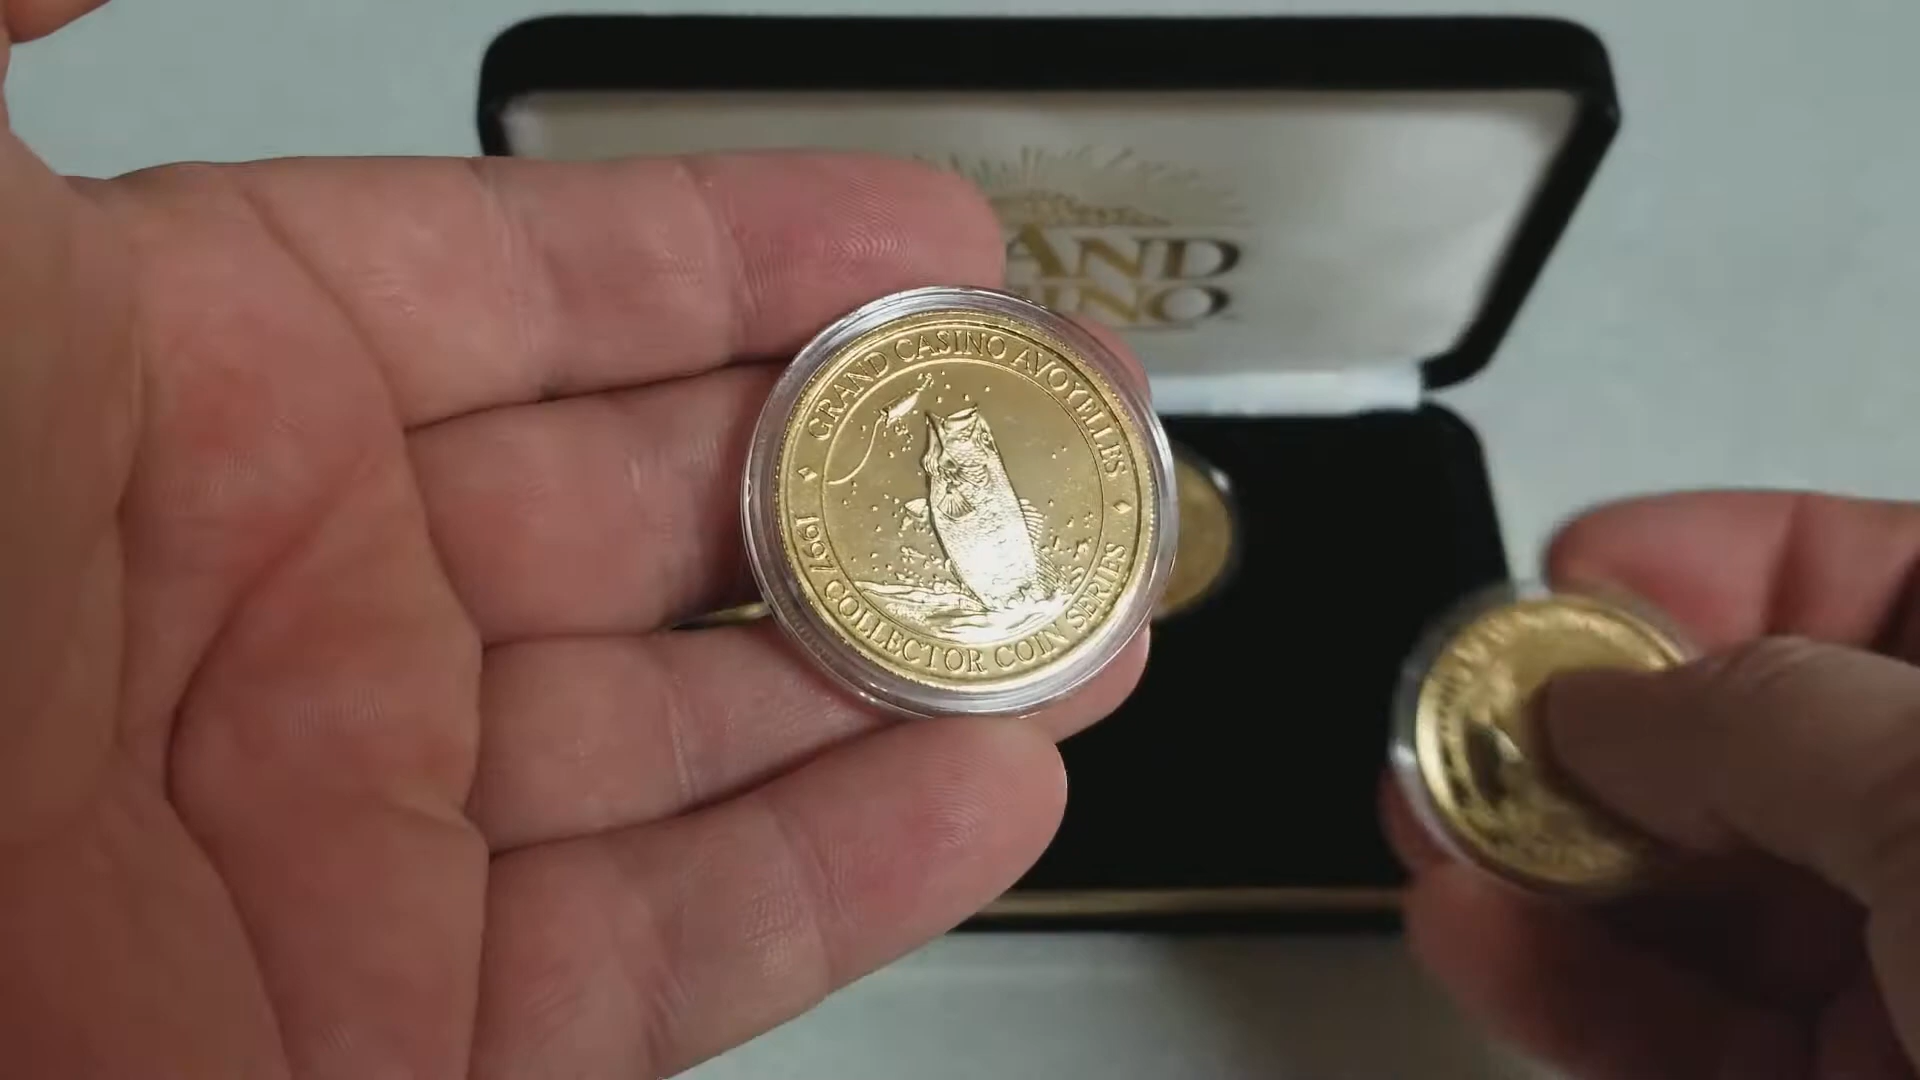 GRAND CASINO AVOYELLES
1997 COLLECTOR COIN SERIES
AND
INO